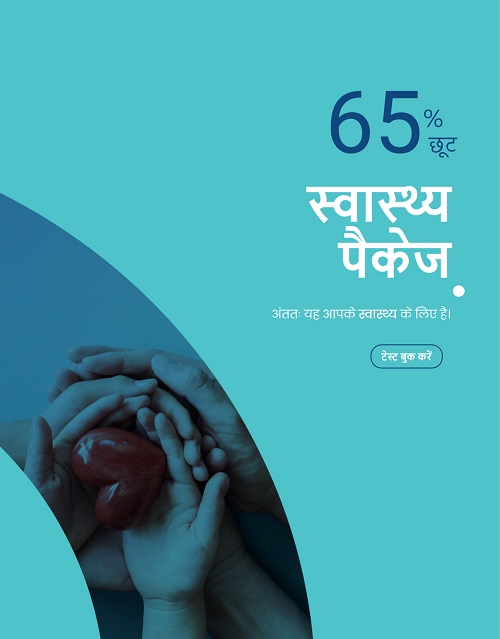 65%
छूट
स्वास्थ्य
पैकेज
अंततः यह आपके स्वास्थ्य के लिए है।
टेस्ट बुक करें